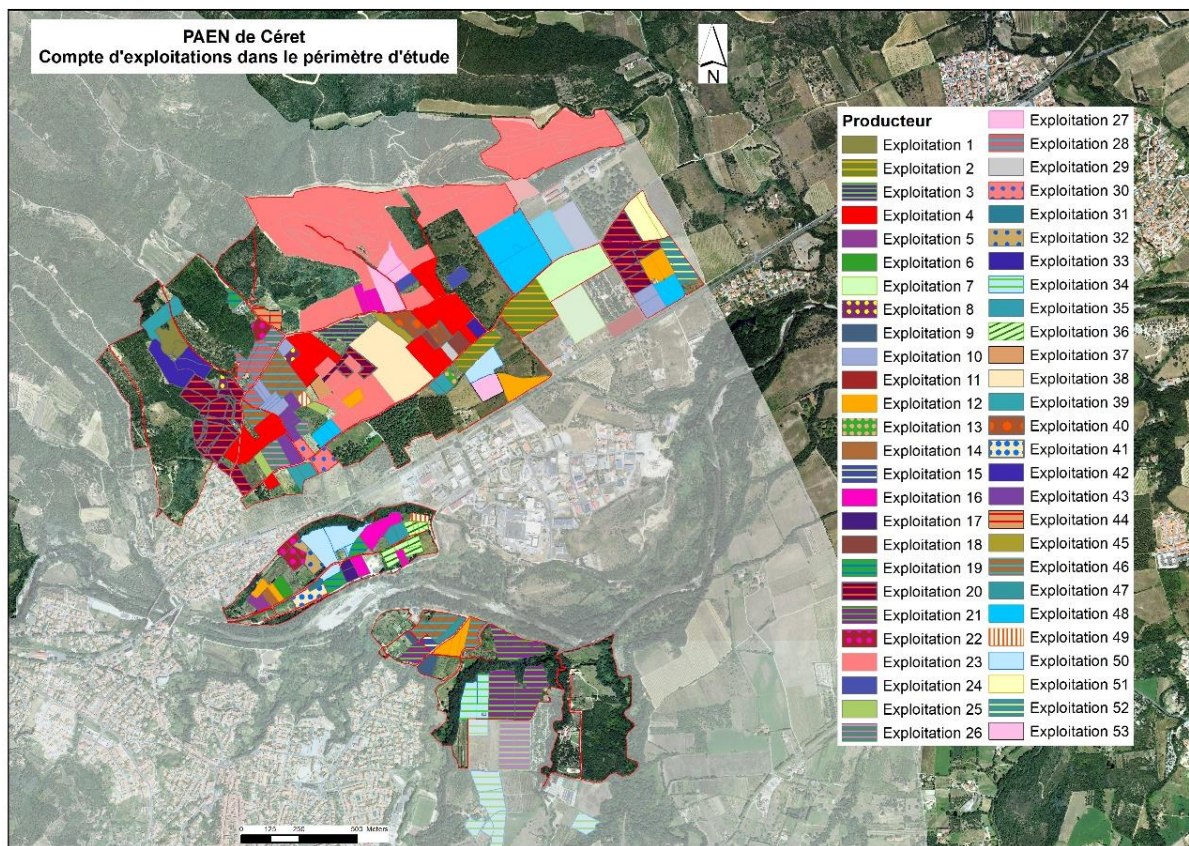 PAEN de Céret
Compte d'exploitations dans le périmètre d'étude
N
Producteur
Exploitation 1
Exploitation 2
Exploitation 3
Exploitation 4
Exploitation 5
Exploitation 6
Exploitation 7
Exploitation 8
Exploitation 9
Exploitation 10
Exploitation 11
Exploitation 12
Exploitation 13
Exploitation 14
Exploitation 15
Exploitation 16
Exploitation 17
Exploitation 18
Exploitation 19
Exploitation 20
Exploitation 21
Exploitation 22
Exploitation 23
Exploitation 24
Exploitation 25
Exploitation 26
Exploitation 27
Exploitation 28
Exploitation 29
Exploitation 30
Exploitation 31
Exploitation 32
Exploitation 33
Exploitation 34
Exploitation 35
Exploitation 36
Exploitation 37
Exploitation 38
Exploitation 39
Exploitation 40
Exploitation 41
Exploitation 42
Exploitation 43
Exploitation 44
Exploitation 45
Exploitation 46
Exploitation 47
Exploitation 48
Exploitation 49
Exploitation 50
Exploitation 51
Exploitation 52
Exploitation 53
0 125 250 500 Meters